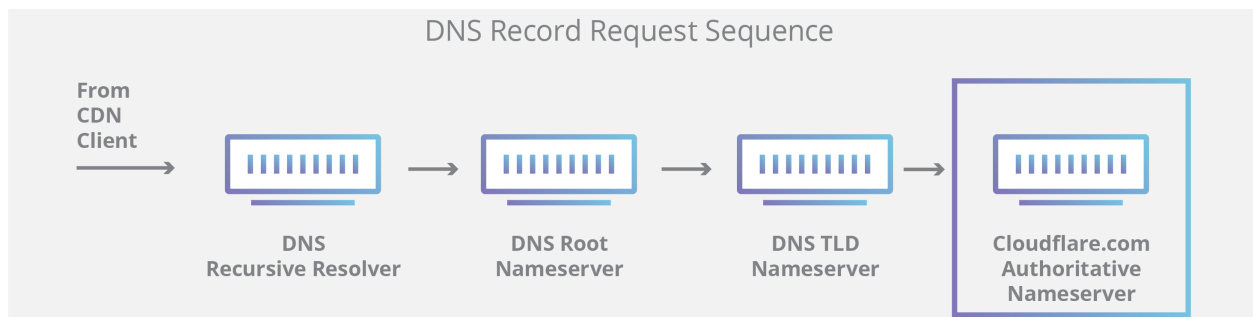 DNS Record Request Sequence
From
CDN
Client
DNS
Recursive Resolver
DNS Root
Nameserver
DNS TLD
Nameserver
Cloudflare.com
Authoritative
Nameserver